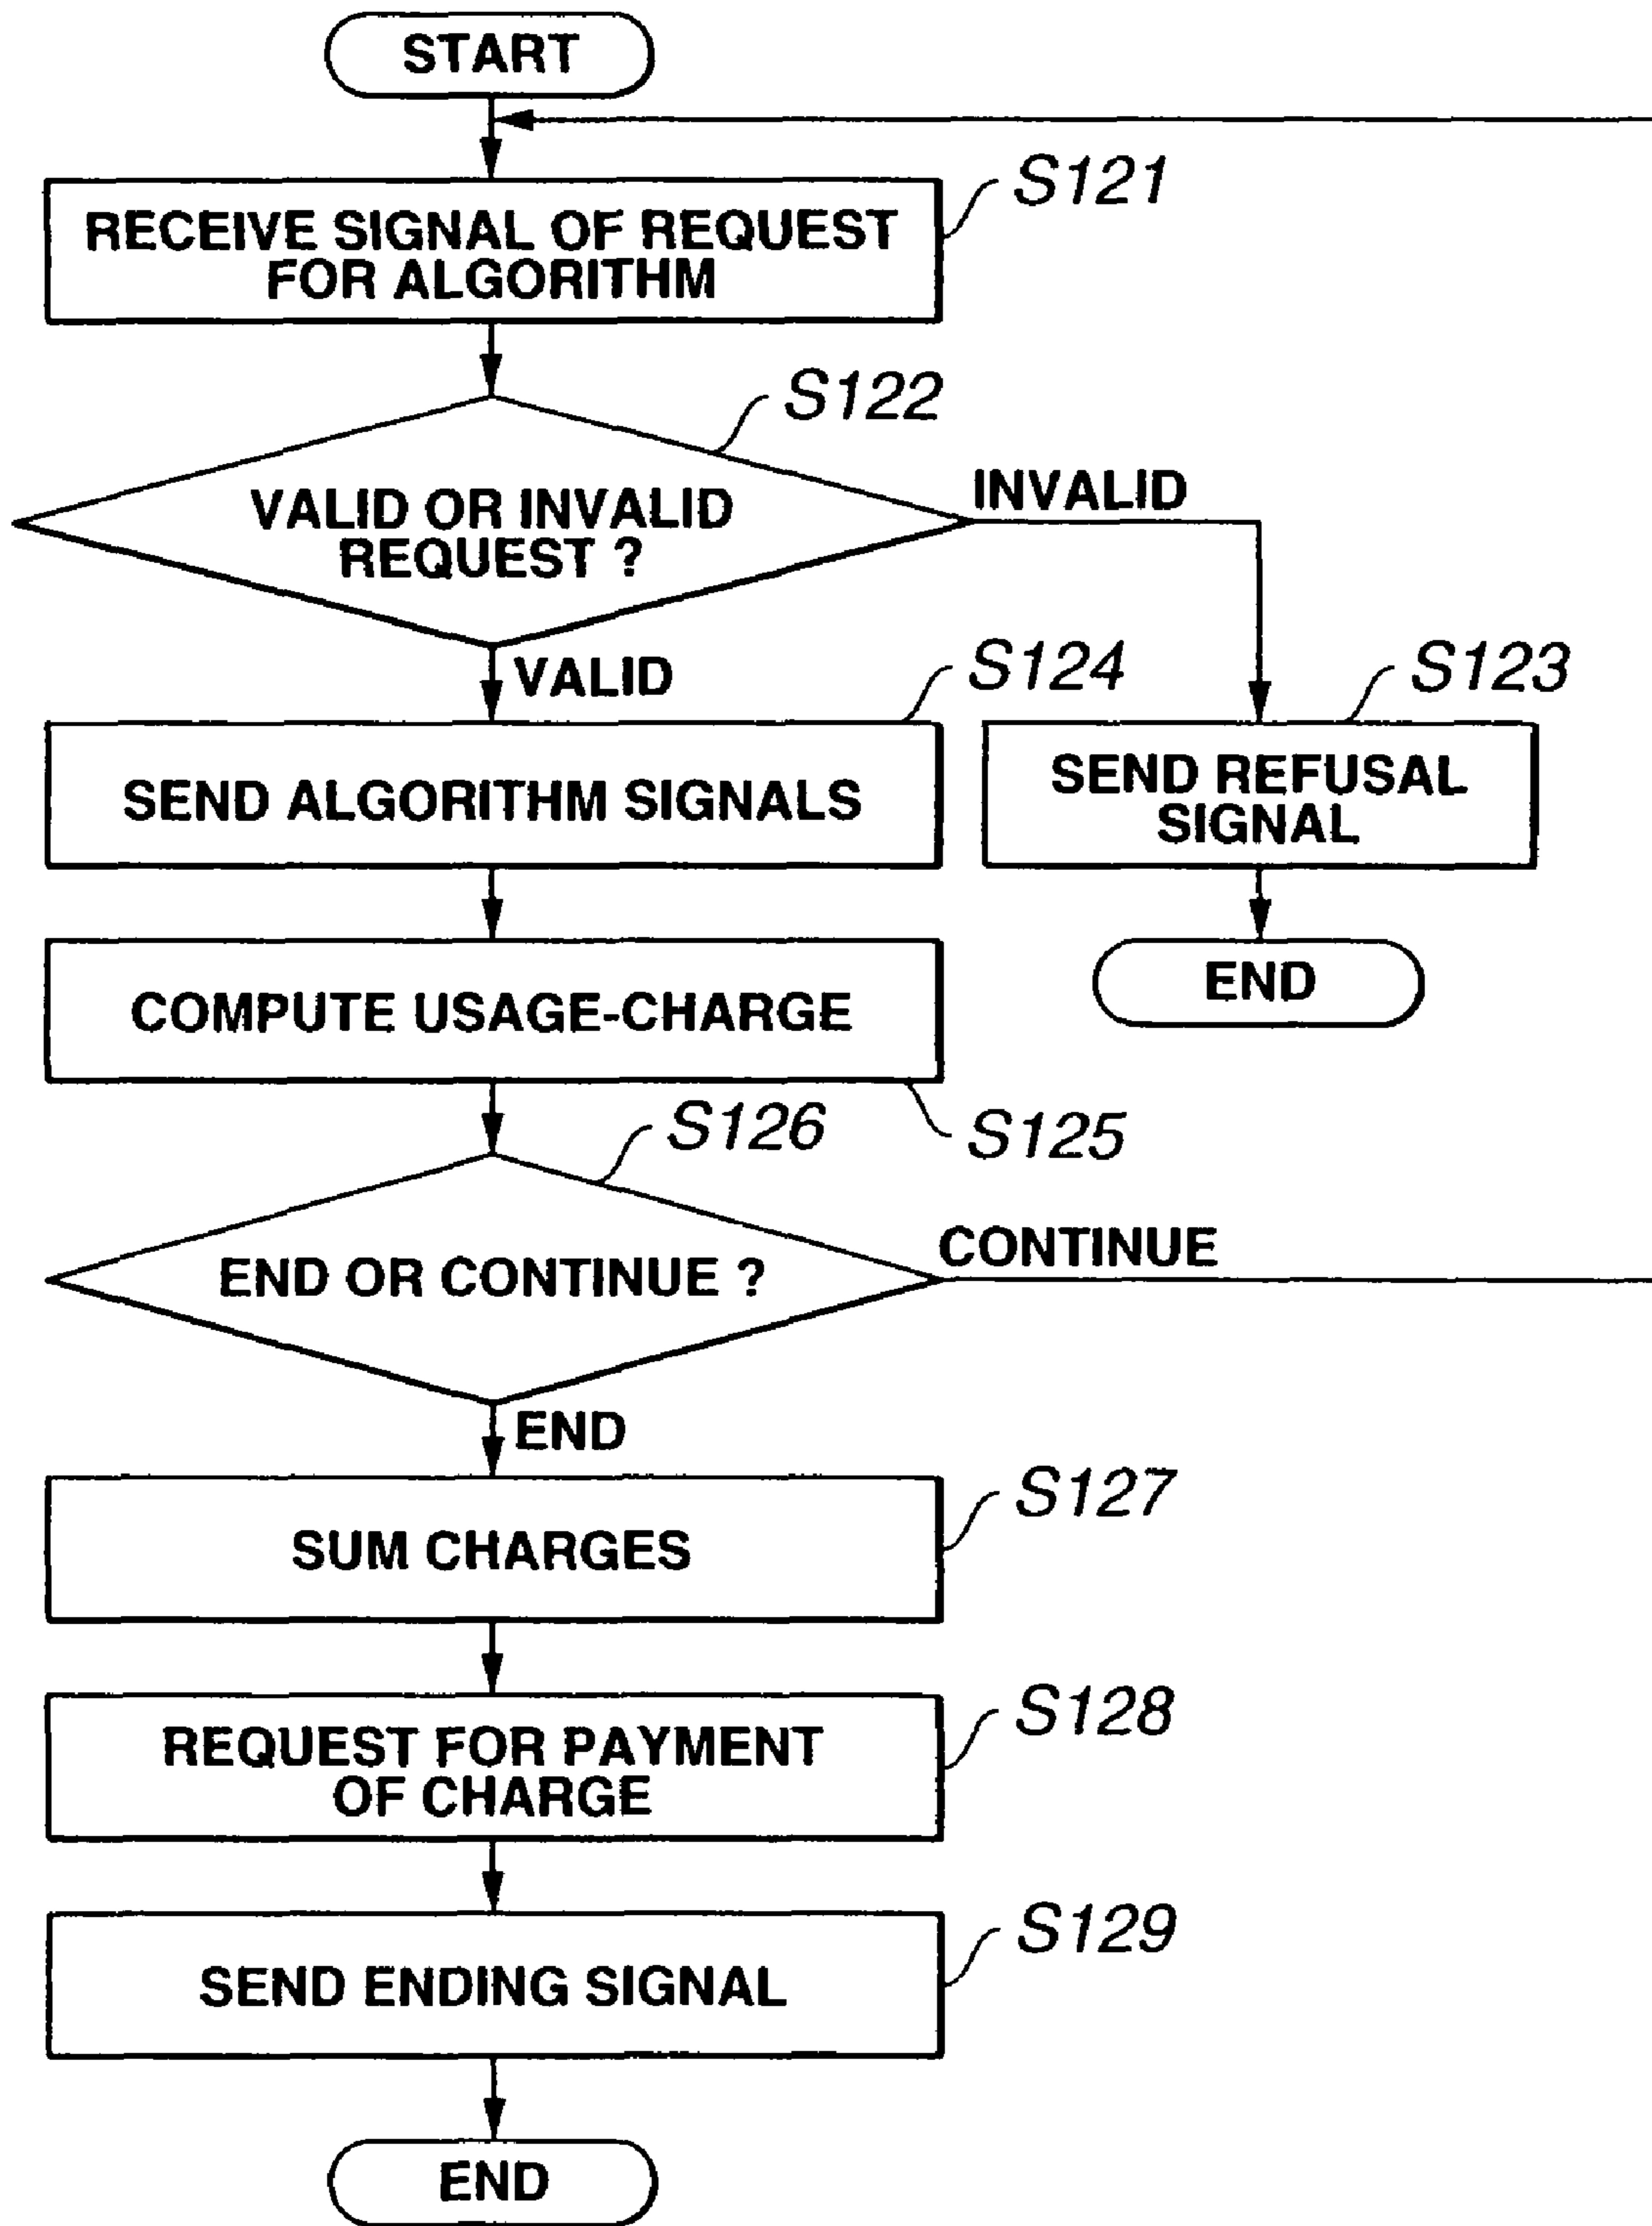 START
S121
RECEIVE SIGNAL OF REQUEST
FOR ALGORITHM
S122
VALID OR INVALID
REQUEST ?
INVALID
VALID
S124
S123
SEND ALGORITHM SIGNALS
SEND REFUSAL
SIGNAL
COMPUTE USAGE-CHARGE
END
S126
S125
END OR CONTINUE ?
CONTINUE
END
S127
SUM CHARGES
S128
REQUEST FOR PAYMENT
OF CHARGE
S129
SEND ENDING SIGNAL
END